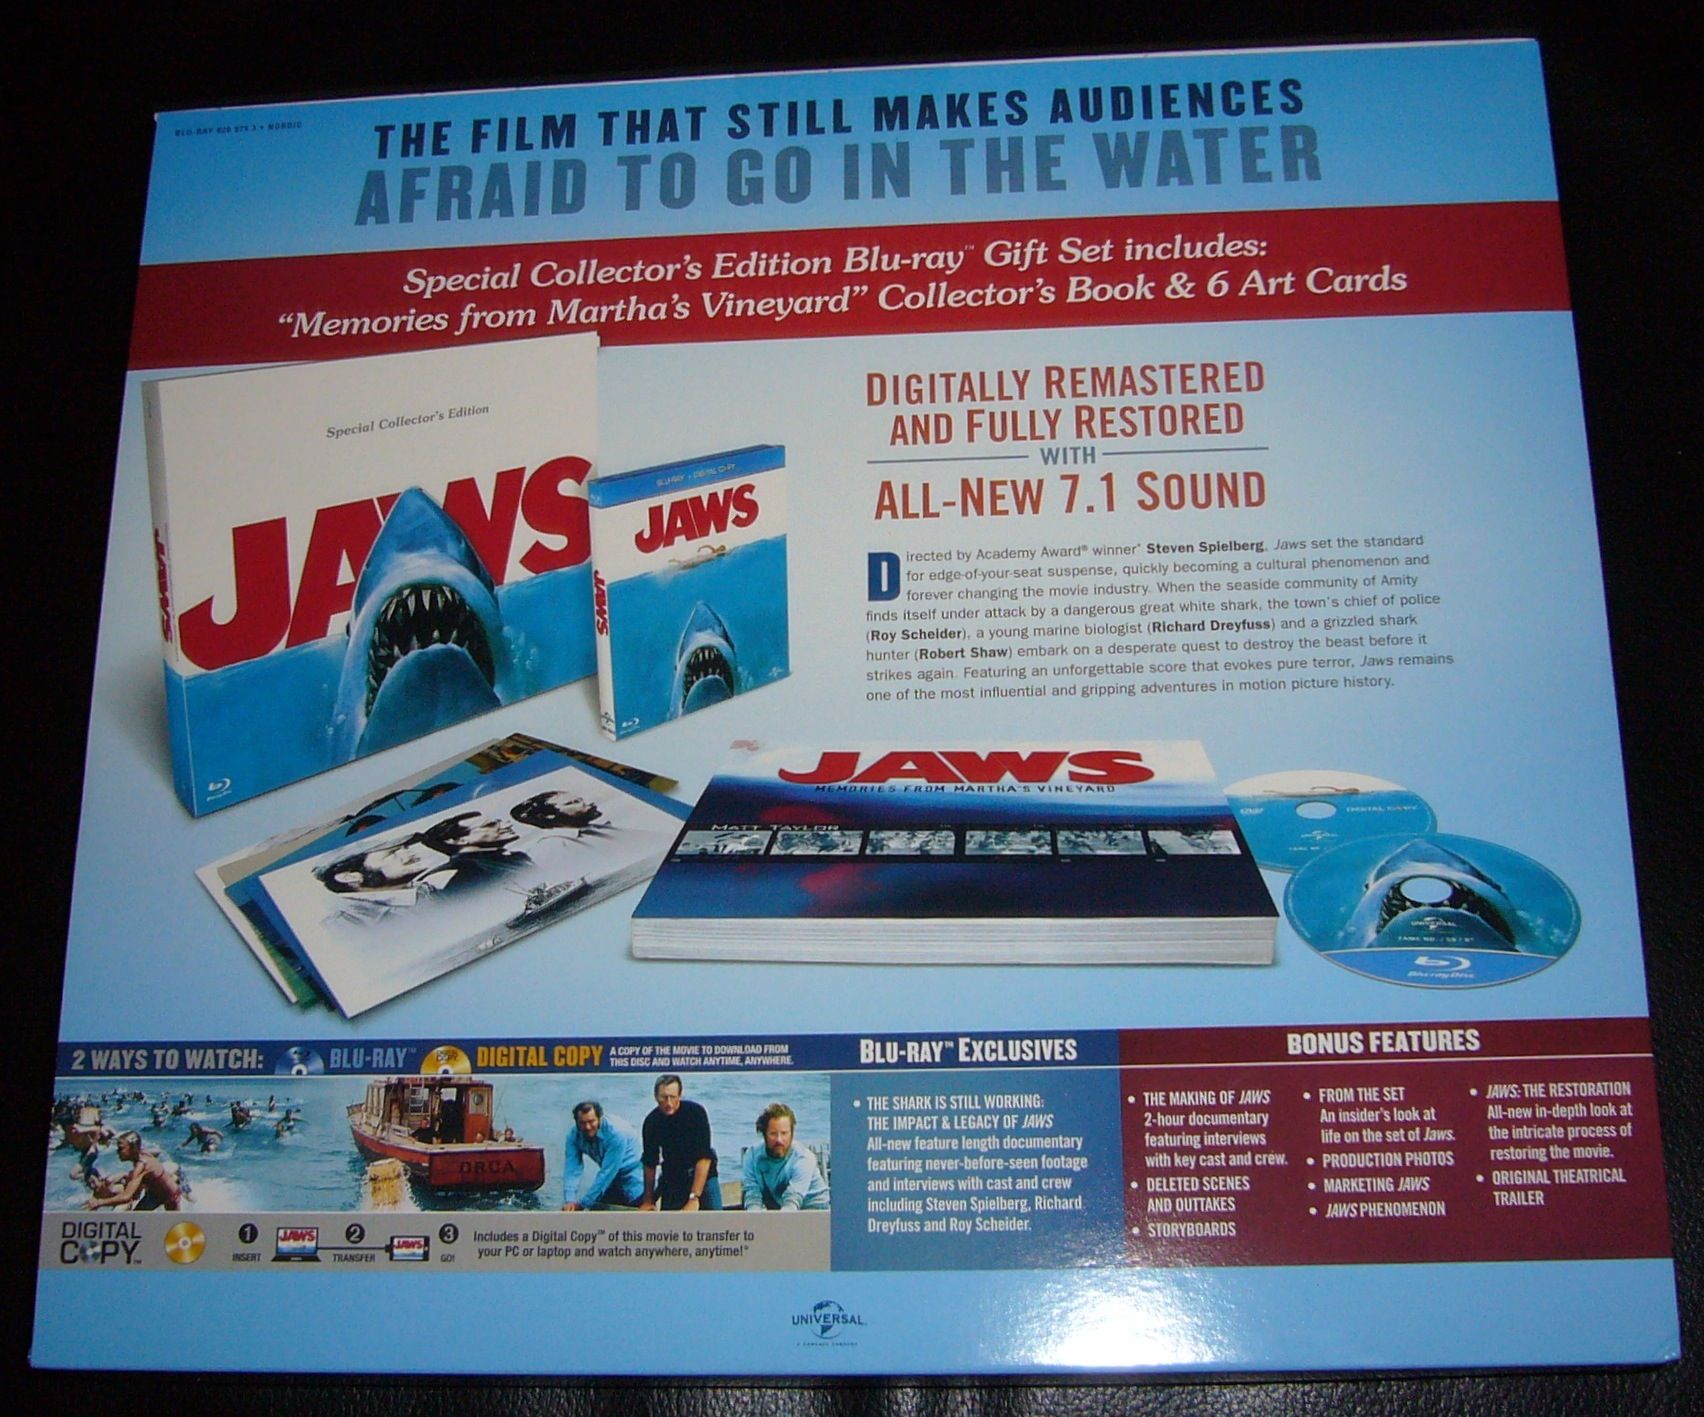 THE FILM THAT STILL MAKES AUDIENCES
AFRAID TO GO IN THE WATER
Special Collector's Edition Blu-ray™ Gift Set includes:
"Memories from Martha's Vineyard" Collector's Book & 6 Art Cards
Special Collector's Edition
JAWS
JAWS
BLU-RAY + DIGITAL COPY
JAWS
JAWS
DIGITALLY REMASTERED
AND FULLY RESTORED
WITH
ALL-NEW 7.1 SOUND
Directed by Academy Award® winner* Steven Spielberg, Jaws set the standard
for edge-of-your-seat suspense, quickly becoming a cultural phenomenon and
forever changing the movie industry. When the seaside community of Amity
finds itself under attack by a dangerous great white shark, the town's chief of police
(Roy Scheider), a young marine biologist (Richard Dreyfuss) and a grizzled shark
hunter (Robert Shaw) embark on a desperate quest to destroy the beast before it
strikes again. Featuring an unforgettable score that evokes pure terror, Jaws remains
one of the most influential and gripping adventures in motion picture history.
JAWS
MEMORIES FROM MARTHA'S VINEYARD
MATT TAYLOR
DIGITAL COPY
UNIVERSAL
Blu-ray Disc
2 WAYS TO WATCH: BLU-RAY™ DIGITAL COPY
A COPY OF THE MOVIE TO DOWNLOAD FROM
THIS DISC AND WATCH ANYTIME, ANYWHERE.
ORCA
DIGITAL
COPY™
1 INSERT
JAWS
2 TRANSFER
JAWS
3 GO!
Includes a Digital Copy™ of this movie to transfer to
your PC or laptop and watch anywhere, anytime!*
BLU-RAY™ EXCLUSIVES
• THE SHARK IS STILL WORKING:
THE IMPACT & LEGACY OF JAWS
All-new feature length documentary
featuring never-before-seen footage
and interviews with cast and crew
including Steven Spielberg, Richard
Dreyfuss and Roy Scheider.
BONUS FEATURES
• THE MAKING OF JAWS
2-hour documentary
featuring interviews
with key cast and crew.
• DELETED SCENES
AND OUTTAKES
• STORYBOARDS
• FROM THE SET
An insider's look at
life on the set of Jaws.
• PRODUCTION PHOTOS
• MARKETING JAWS
• JAWS PHENOMENON
• JAWS: THE RESTORATION
All-new in-depth look at
the intricate process of
restoring the movie.
• ORIGINAL THEATRICAL
TRAILER
UNIVERSAL